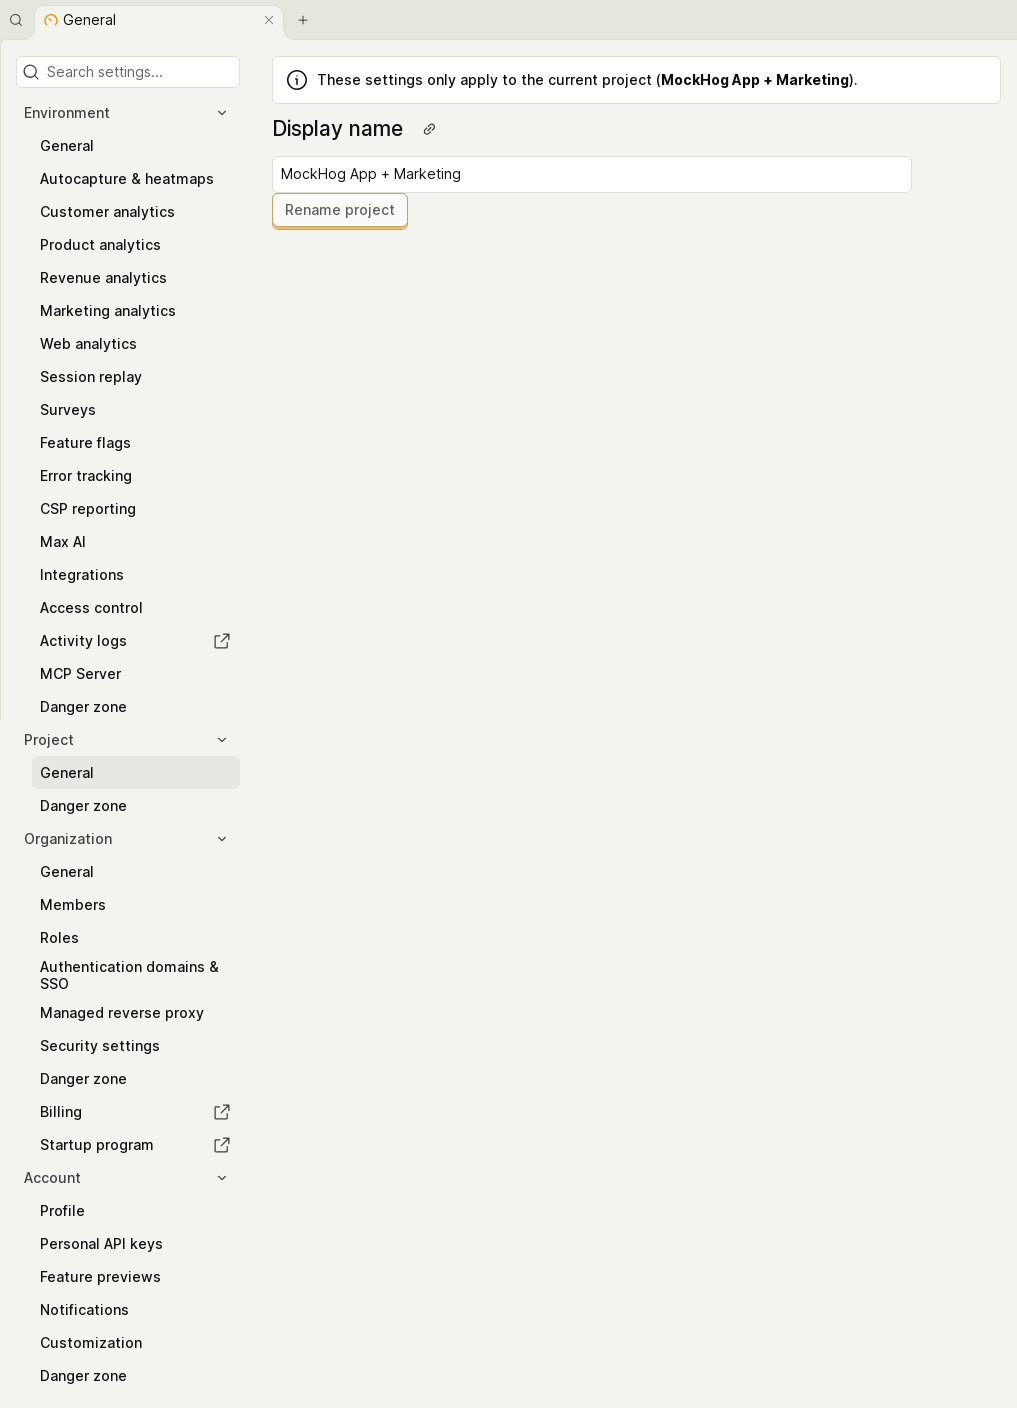 General
Search settings...
These settings only apply to the current project (MockHog App + Marketing).
Environment
General
Autocapture & heatmaps
Customer analytics
Product analytics
Revenue analytics
Marketing analytics
Web analytics
Session replay
Surveys
Feature flags
Error tracking
CSP reporting
Max AI
Integrations
Access control
Activity logs
MCP Server
Danger zone
Project
General
Danger zone
Organization
General
Members
Roles
Authentication domains &
SSO
Managed reverse proxy
Security settings
Danger zone
Billing
Startup program
Account
Profile
Personal API keys
Feature previews
Notifications
Customization
Danger zone
Display name
MockHog App + Marketing
Rename project